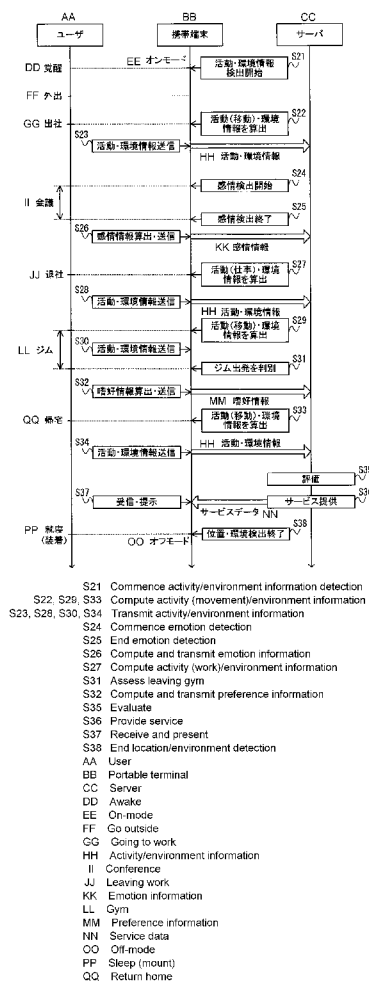 AA BB CC
ユーザ 携帯端末 サーバ
EE オンモード
S21
活動・環境情報
検出開始
DD 覚醒
FF 外出
S22
活動(移動)・環境
情報を算出
GG 出社
S23
活動・環境情報送信
HH 活動・環境情報
S24
感情検出開始
II 会議
S25
感情検出終了
S26
感情情報算出・送信
KK 感情情報
S27
活動(仕事)・環境
情報を算出
JJ 退社
S28
活動・環境情報送信
HH 活動・環境情報
S29
活動(移動)・環境
情報を算出
S30
活動・環境情報送信
LL ジム
S31
ジム出発を判別
S32
嗜好情報算出・送信
MM 嗜好情報
S33
活動(移動)・環境
情報を算出
QQ 帰宅
S34
活動・環境情報送信
HH 活動・環境情報
S35
評価
S36
サービス提供
S37
受信・提示
サービスデータ NN
S38
位置・環境検出終了
PP 就寝
(装着)
OO オフモード
S21 Commence activity/environment information detection
S22, S29, S33 Compute activity (movement)/environment information
S23, S28, S30, S34 Transmit activity/environment information
S24 Commence emotion detection
S25 End emotion detection
S26 Compute and transmit emotion information
S27 Compute activity (work)/environment information
S31 Assess leaving gym
S32 Compute and transmit preference information
S35 Evaluate
S36 Provide service
S37 Receive and present
S38 End location/environment detection
AA User
BB Portable terminal
CC Server
DD Awake
EE On-mode
FF Go outside
GG Going to work
HH Activity/environment information
II Conference
JJ Leaving work
KK Emotion information
LL Gym
MM Preference information
NN Service data
OO Off-mode
PP Sleep (mount)
QQ Return home